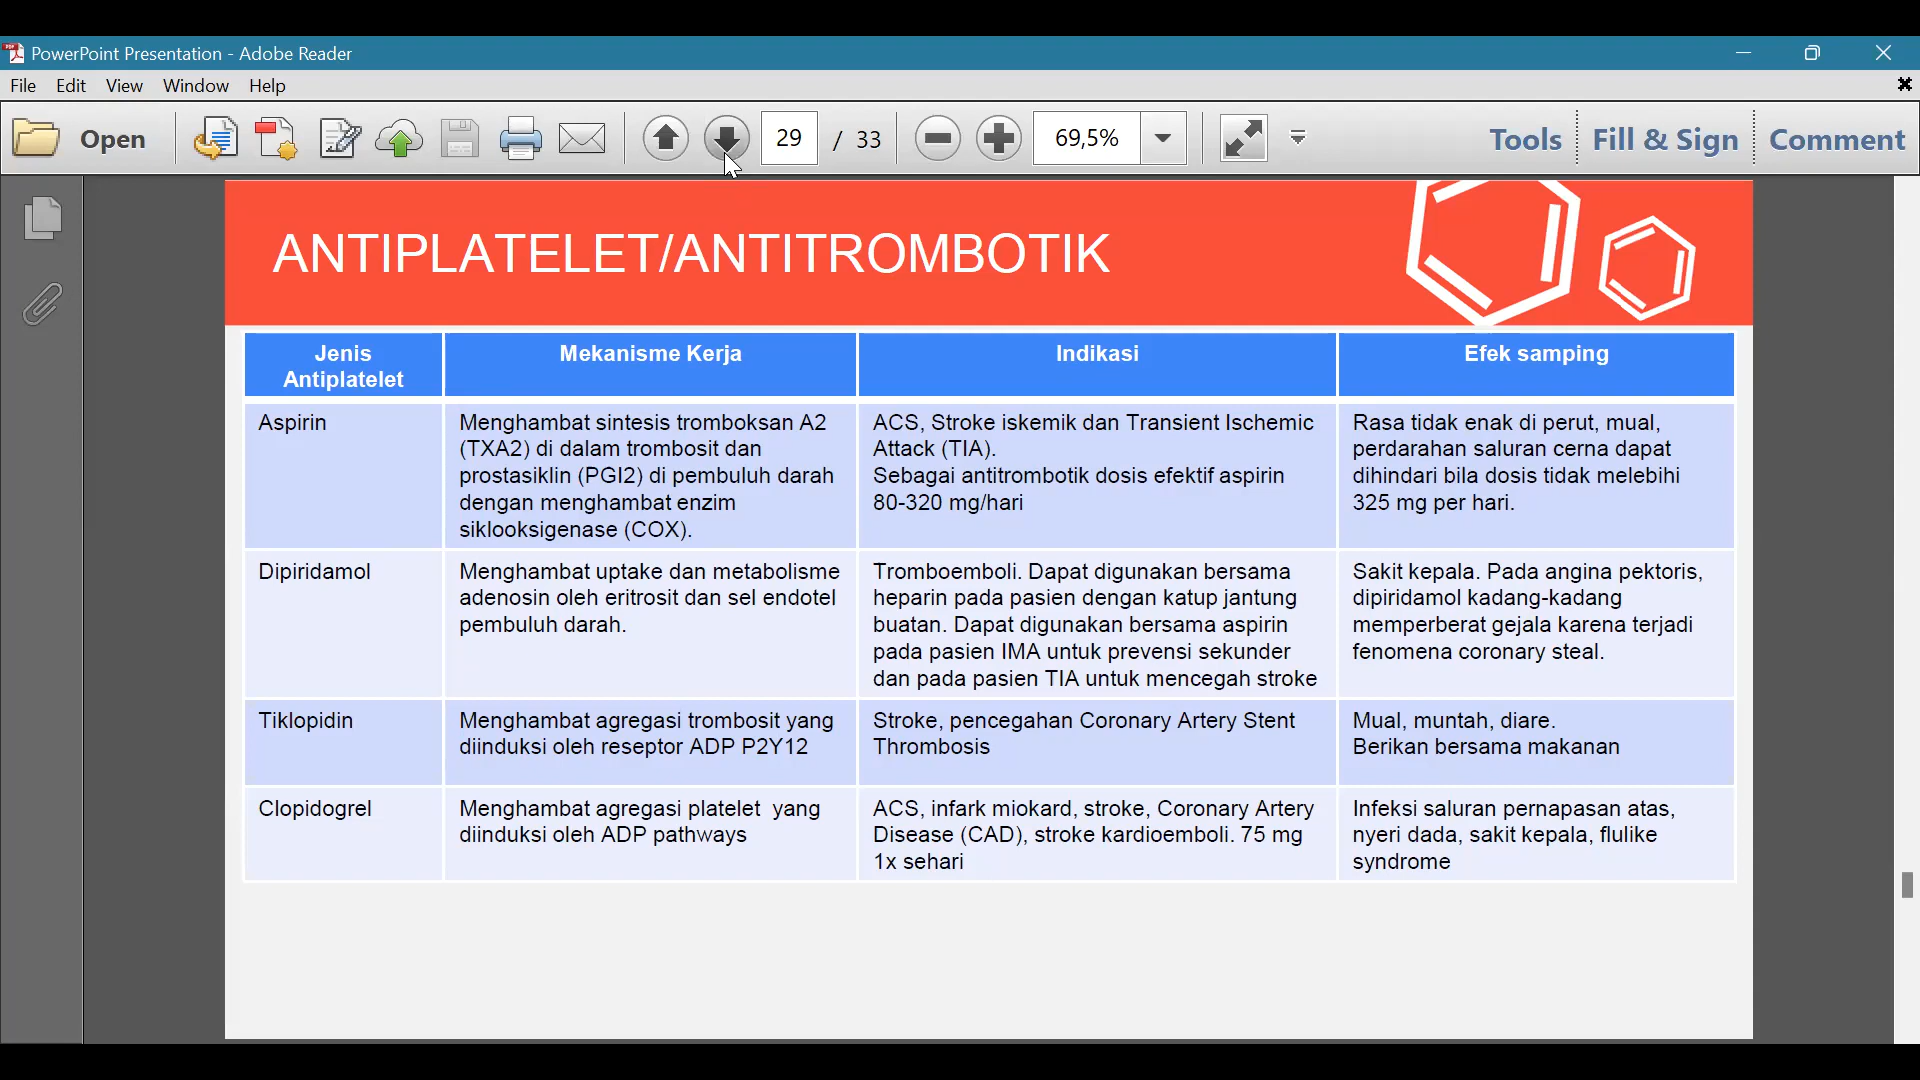 PowerPoint Presentation - Adobe Reader
File Edit View Window Help
Open 29 / 33 69,5% Tools Fill & Sign Comment
ANTIPLATELET/ANTITROMBOTIK
Jenis
Antiplatelet
Mekanisme Kerja
Indikasi
Efek samping
Aspirin
Menghambat sintesis tromboksan A2
(TXA2) di dalam trombosit dan
prostasiklin (PGI2) di pembuluh darah
dengan menghambat enzim
siklooksigenase (COX).
ACS, Stroke iskemik dan Transient Ischemic
Attack (TIA).
Sebagai antitrombotik dosis efektif aspirin
80-320 mg/hari
Rasa tidak enak di perut, mual,
perdarahan saluran cerna dapat
dihindari bila dosis tidak melebihi
325 mg per hari.
Dipiridamol
Menghambat uptake dan metabolisme
adenosin oleh eritrosit dan sel endotel
pembuluh darah.
Tromboemboli. Dapat digunakan bersama
heparin pada pasien dengan katup jantung
buatan. Dapat digunakan bersama aspirin
pada pasien IMA untuk prevensi sekunder
dan pada pasien TIA untuk mencegah stroke
Sakit kepala. Pada angina pektoris,
dipiridamol kadang-kadang
memperberat gejala karena terjadi
fenomena coronary steal.
Tiklopidin
Menghambat agregasi trombosit yang
diinduksi oleh reseptor ADP P2Y12
Stroke, pencegahan Coronary Artery Stent
Thrombosis
Mual, muntah, diare.
Berikan bersama makanan
Clopidogrel
Menghambat agregasi platelet yang
diinduksi oleh ADP pathways
ACS, infark miokard, stroke, Coronary Artery
Disease (CAD), stroke kardioemboli. 75 mg
1x sehari
Infeksi saluran pernapasan atas,
nyeri dada, sakit kepala, flulike
syndrome